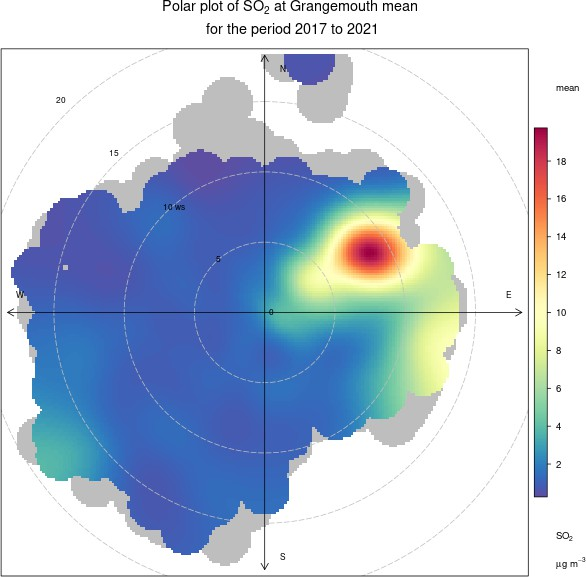 Polar plot of SO₂ at Grangemouth mean
for the period 2017 to 2021
mean
N
20
15
10 ws
5
0
W
E
S
18
16
14
12
10
8
6
4
2
SO₂
μg m⁻³